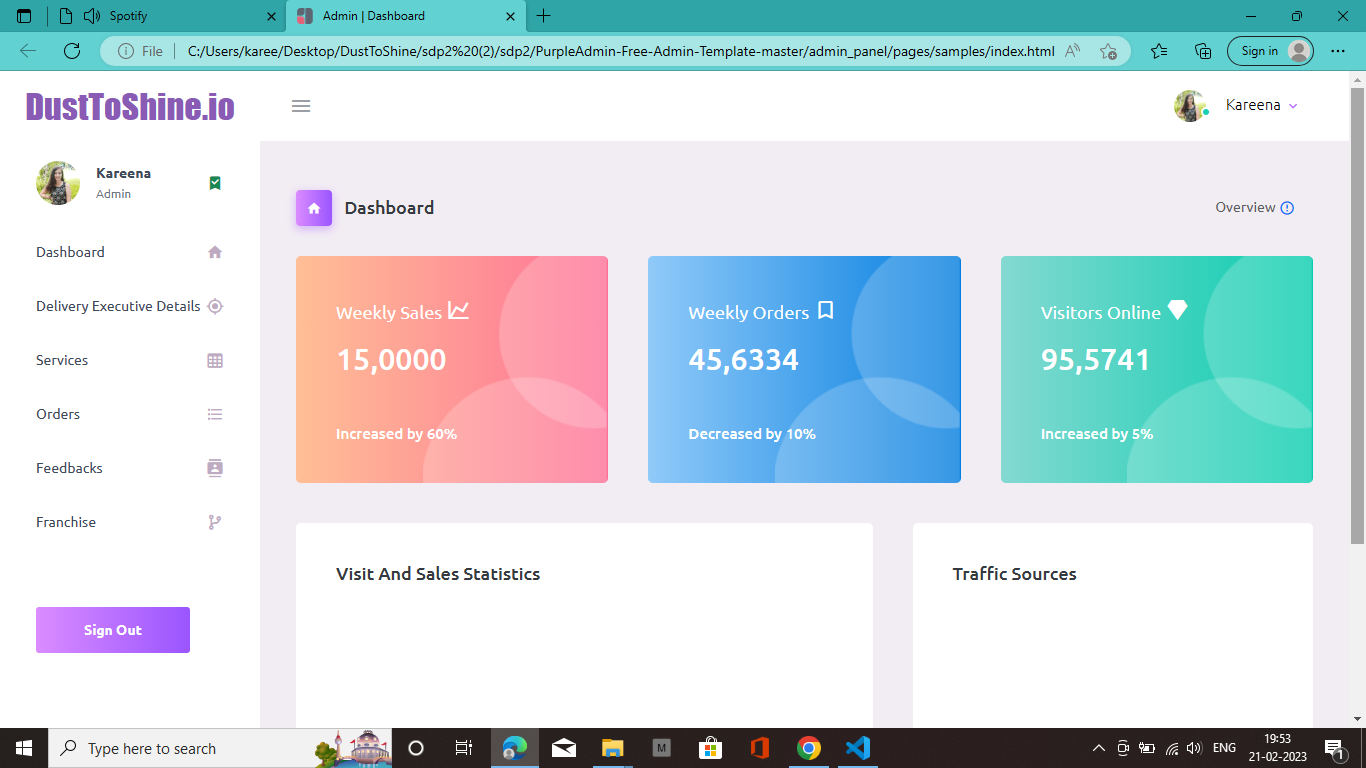 Spotify
Admin | Dashboard
File
C:/Users/karee/Desktop/DustToShine/sdp2%20(2)/sdp2/PurpleAdmin-Free-Admin-Template-master/admin_panel/pages/samples/index.html
Sign in
DustToShine.io
Kareena
Kareena
Admin
Dashboard
Delivery Executive Details
Services
Orders
Feedbacks
Franchise
Sign Out
Dashboard
Overview
Weekly Sales
15,0000
Increased by 60%
Weekly Orders
45,6334
Decreased by 10%
Visitors Online
95,5741
Increased by 5%
Visit And Sales Statistics
Traffic Sources
Type here to search
M
ENG
19:53
21-02-2023
1